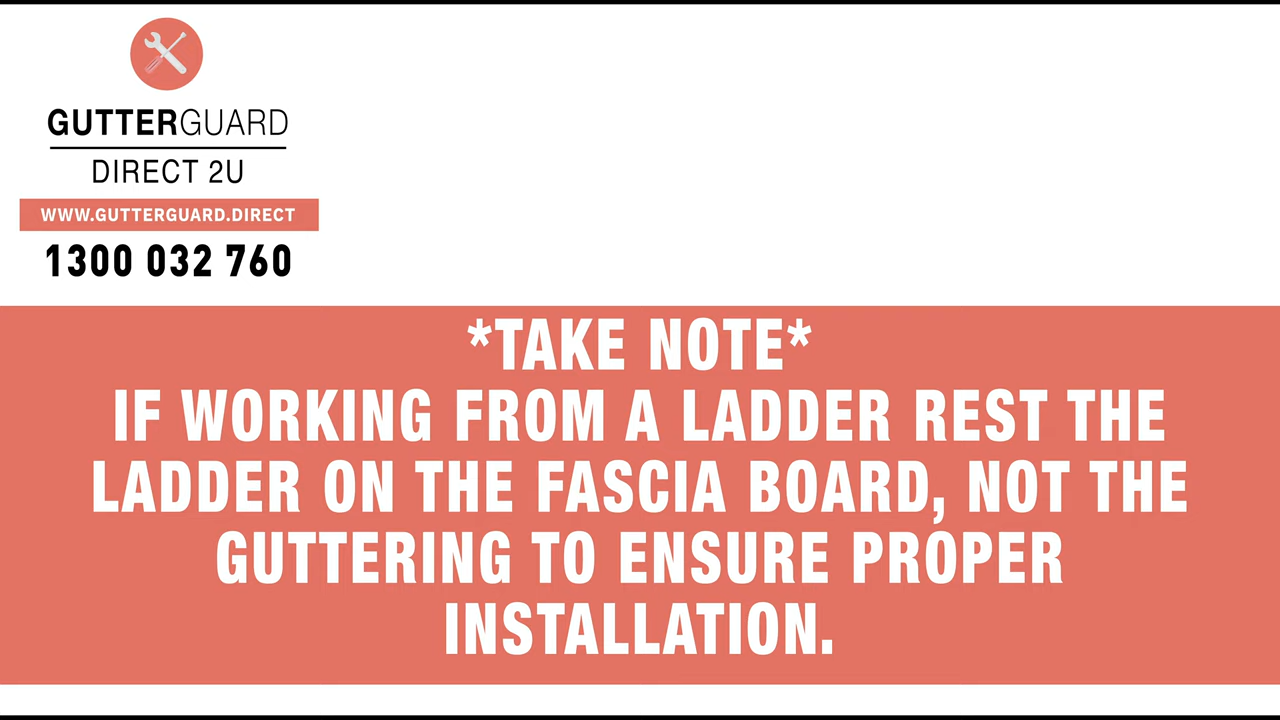 GUTTERGUARD
DIRECT 2U
WWW.GUTTERGUARD.DIRECT
1300 032 760
*TAKE NOTE*
IF WORKING FROM A LADDER REST THE
LADDER ON THE FASCIA BOARD, NOT THE
GUTTERING TO ENSURE PROPER
INSTALLATION.